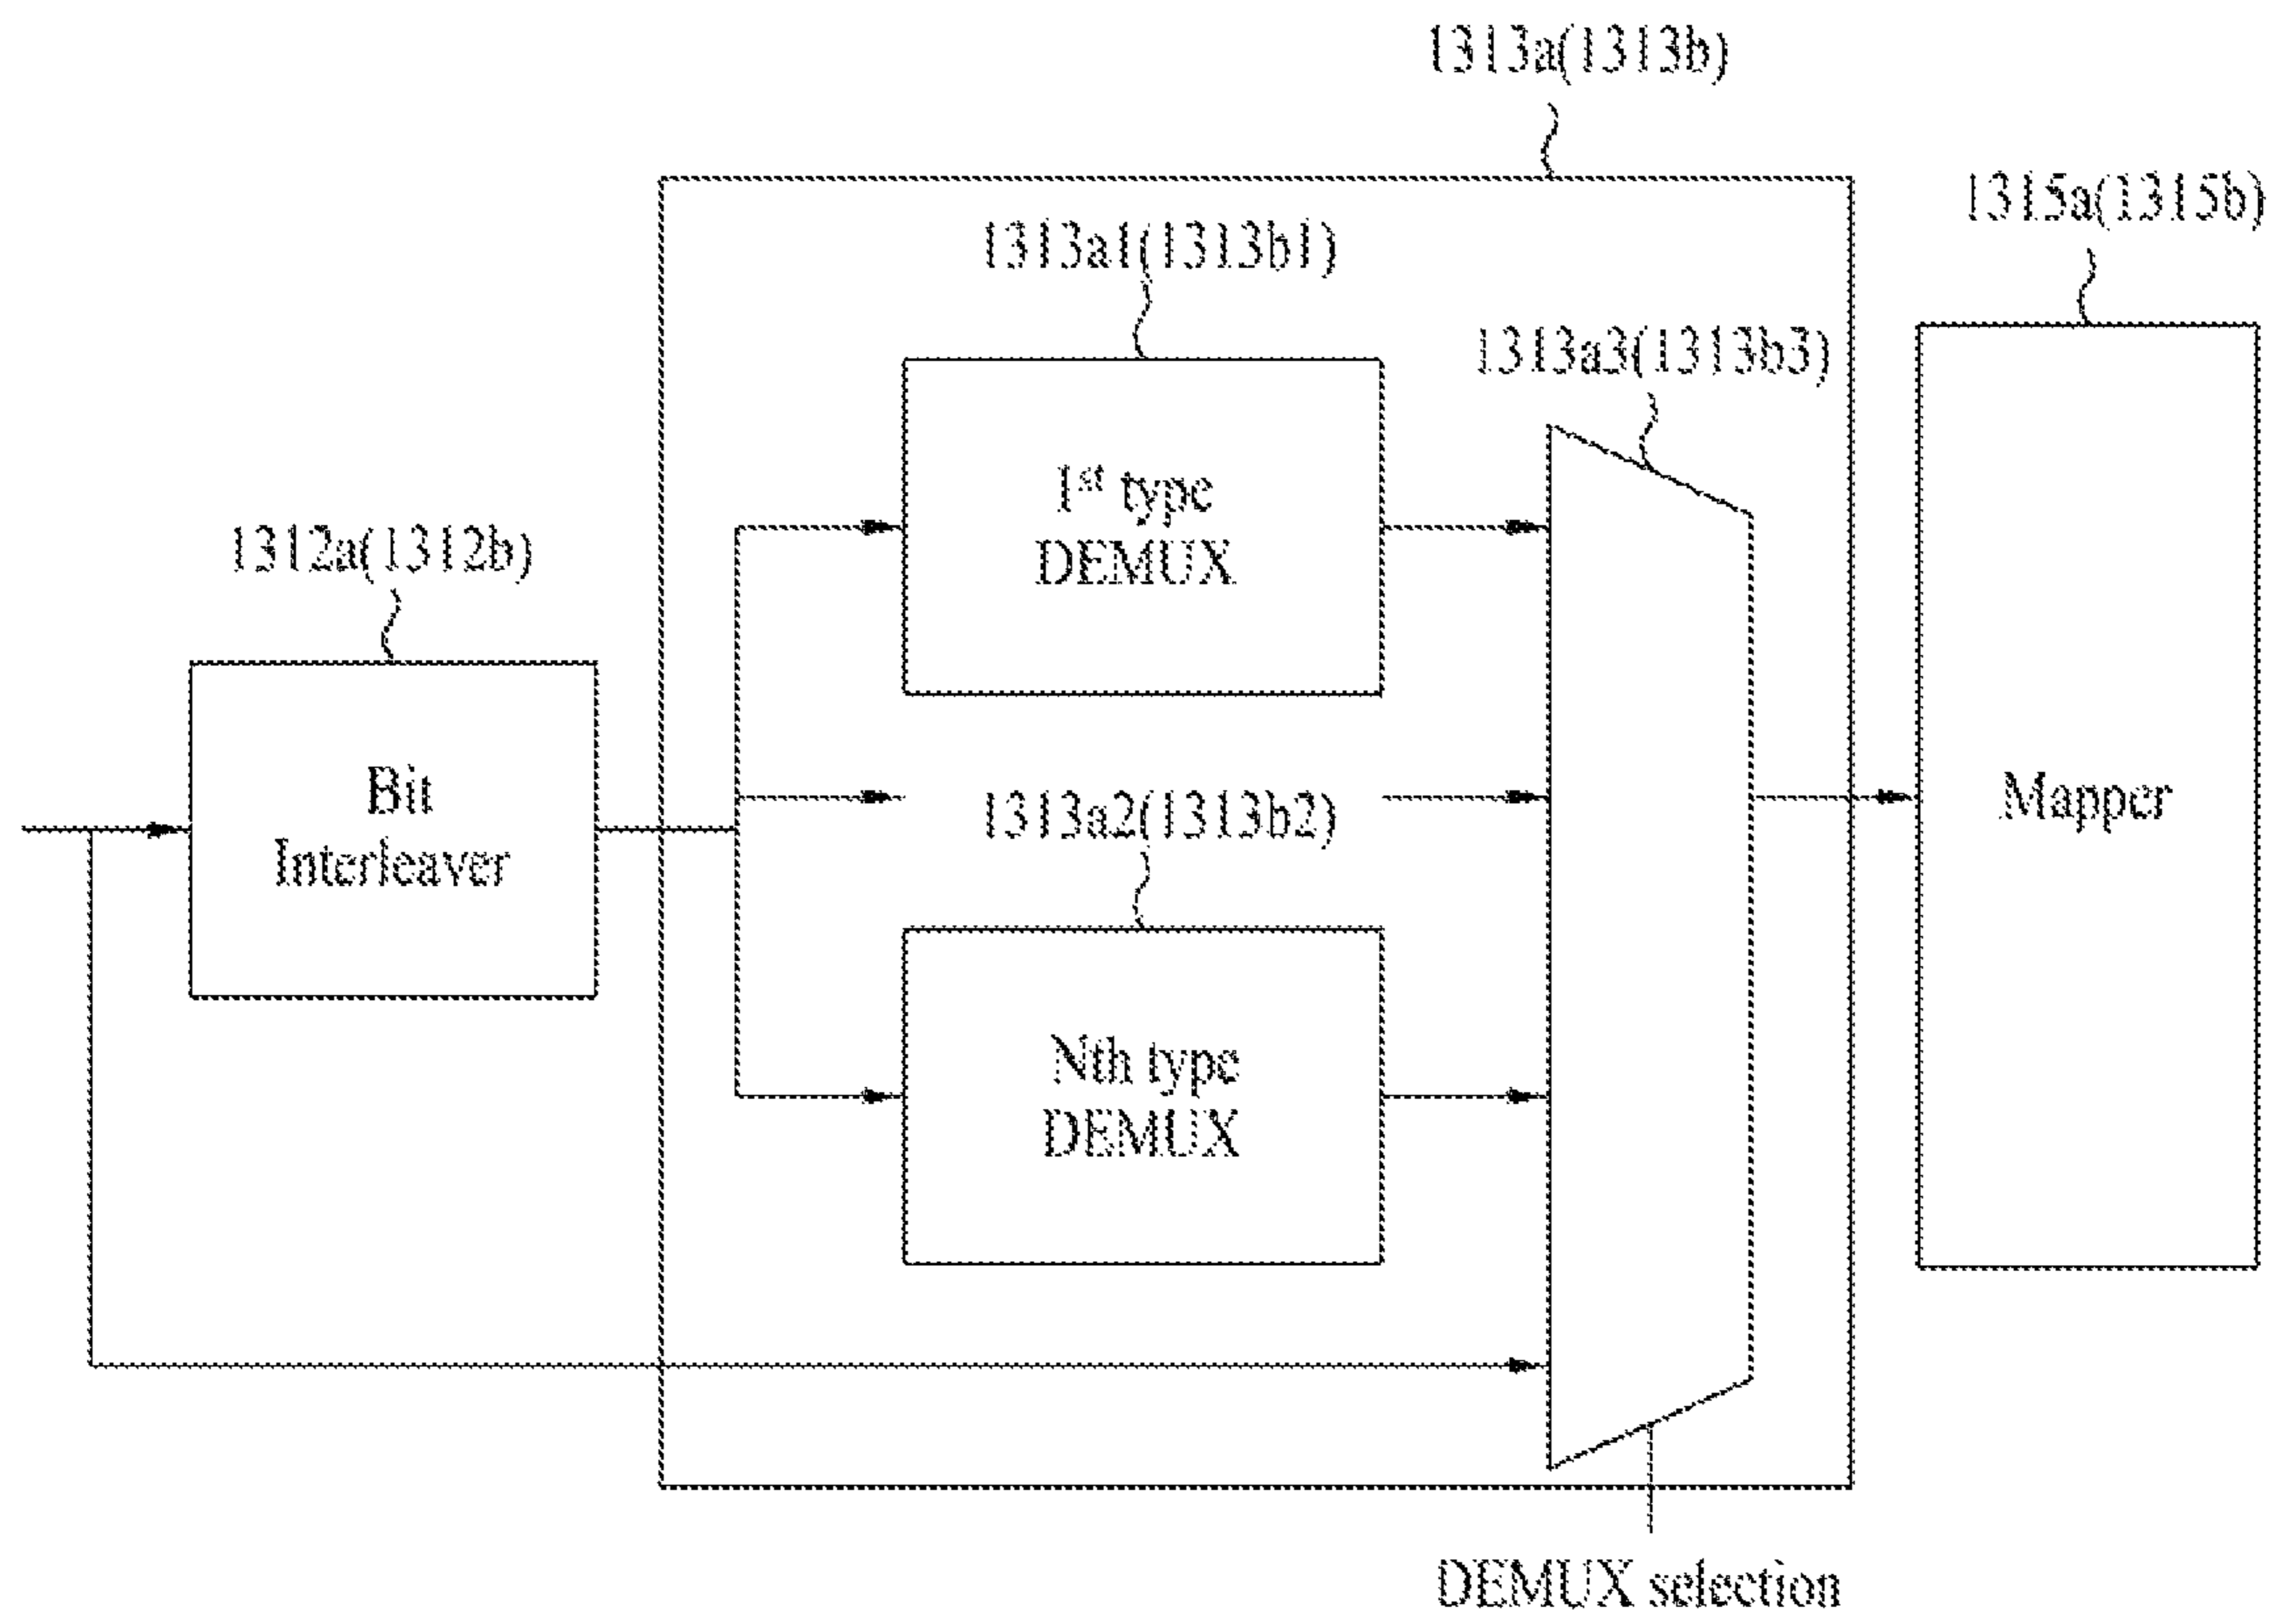 1313a(1313b)
1315a(1315b)
1313a1(1313b1)
1313a3(1313b3)
1st type
DEMUX
1312a(1312b)
Bit
Interleaver
1313a2(1313b2)
Mapper
Nth type
DEMUX
DEMUX selection